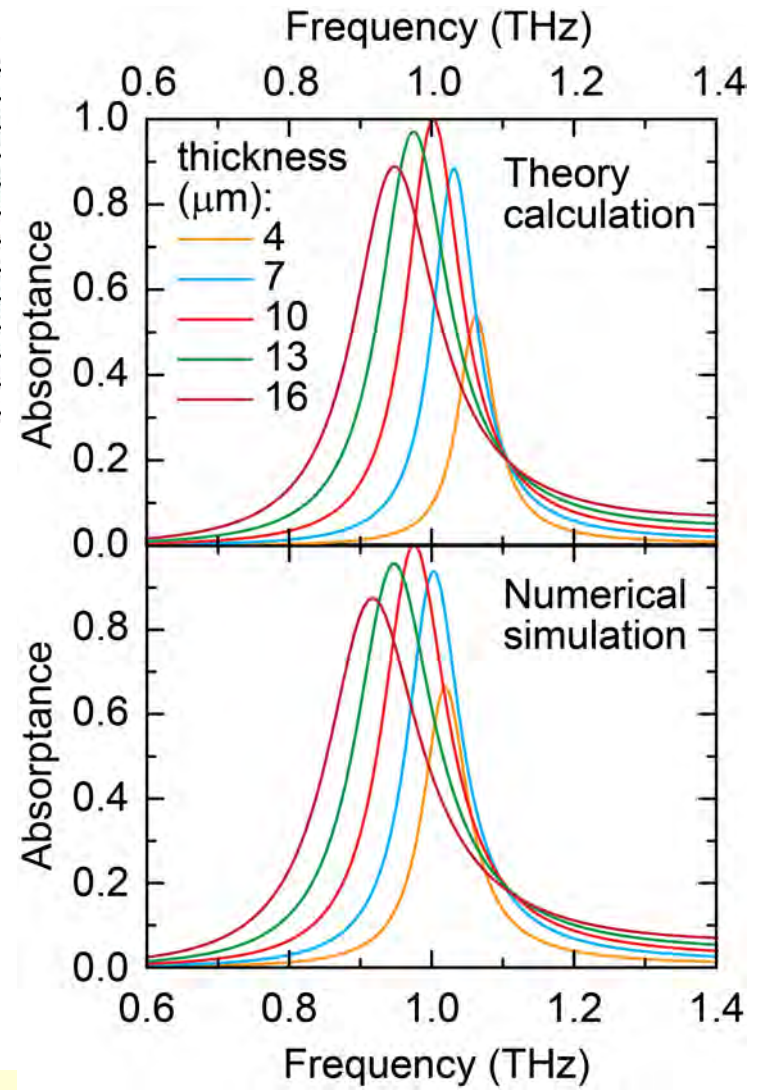 Frequency (THz)
0.6 0.8 1.0 1.2 1.4
1.0
0.8
0.6
0.4
0.2
0.0
Absorptance
thickness
(μm):
4
7
10
13
16
Theory
calculation
0.8
0.6
0.4
0.2
0.0
Absorptance
Numerical
simulation
0.6 0.8 1.0 1.2 1.4
Frequency (THz)